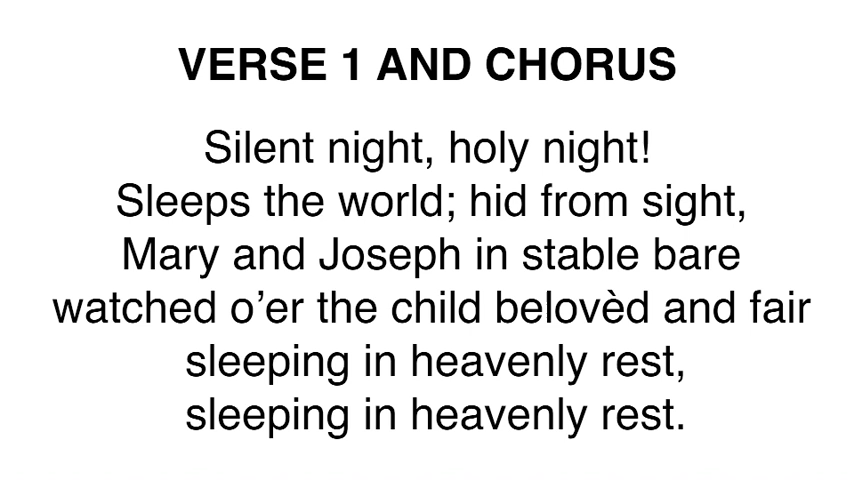 VERSE 1 AND CHORUS
Silent night, holy night!
Sleeps the world; hid from sight,
Mary and Joseph in stable bare
watched o’er the child belovèd and fair
sleeping in heavenly rest,
sleeping in heavenly rest.